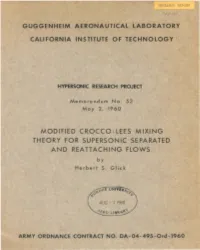 GUGGENHEIM AERONAUTICAL LABORATORY
CALIFORNIA INSTITUTE OF TECHNOLOGY
HYPERSONIC RESEARCH PROJECT
Memorandum No. 53
May 2, 1960
MODIFIED CROCCO-LEES MIXING
THEORY FOR SUPERSONIC SEPARATED
AND REATTACHING FLOWS
by
Herbert S. Glick
ARMY ORDNANCE CONTRACT NO. DA-04-495-Ord-1960